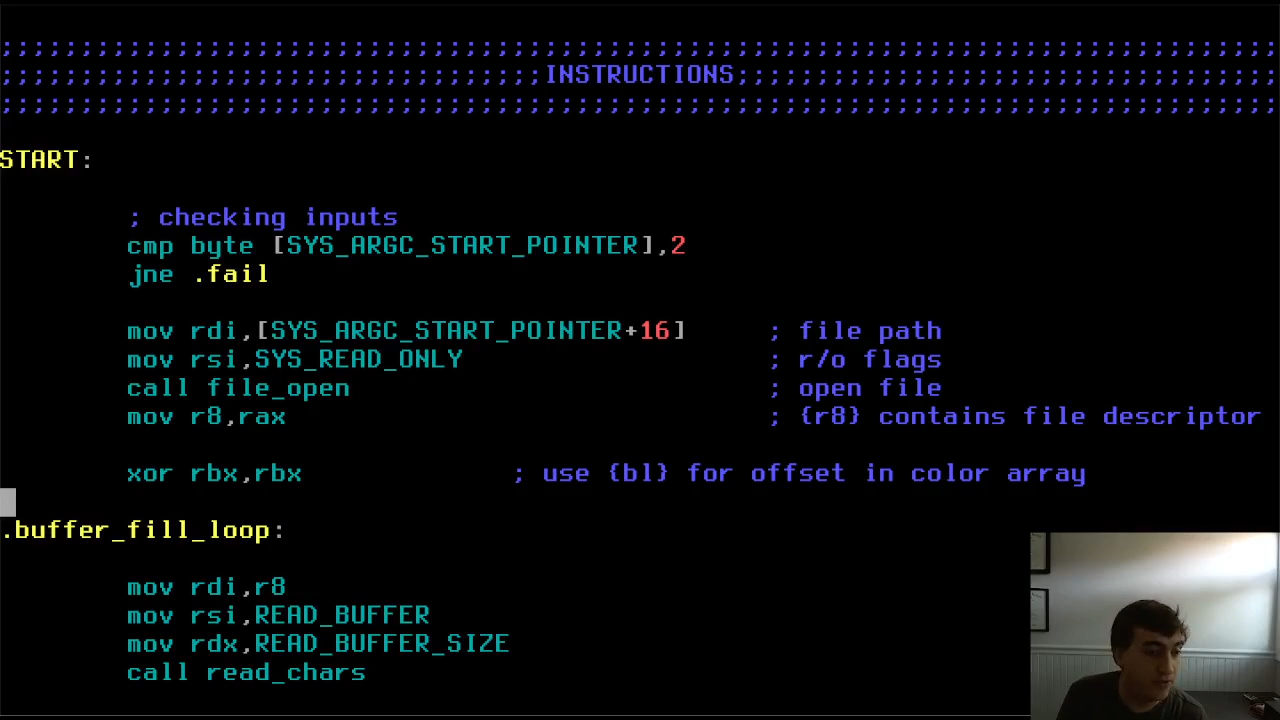 ;;;;;;;;;;;;;;;;;;;;;;;;;;;;;;;;;;;;;;;;;;;;;;;;;;;;;;;;;;;;;;;;;;;;;;;;;;;;;;;;
;;;;;;;;;;;;;;;;;;;;;;;;;;;;;;;;;;INSTRUCTIONS;;;;;;;;;;;;;;;;;;;;;;;;;;;;;;;;;;
;;;;;;;;;;;;;;;;;;;;;;;;;;;;;;;;;;;;;;;;;;;;;;;;;;;;;;;;;;;;;;;;;;;;;;;;;;;;;;;;
START:
; checking inputs
cmp byte [SYS_ARGC_START_POINTER],2
jne .fail
mov rdi,[SYS_ARGC_START_POINTER+16] ; file path
mov rsi,SYS_READ_ONLY ; r/o flags
call file_open ; open file
mov r8,rax ; {r8} contains file descriptor
xor rbx,rbx ; use {bl} for offset in color array
.buffer_fill_loop:
mov rdi,r8
mov rsi,READ_BUFFER
mov rdx,READ_BUFFER_SIZE
call read_chars